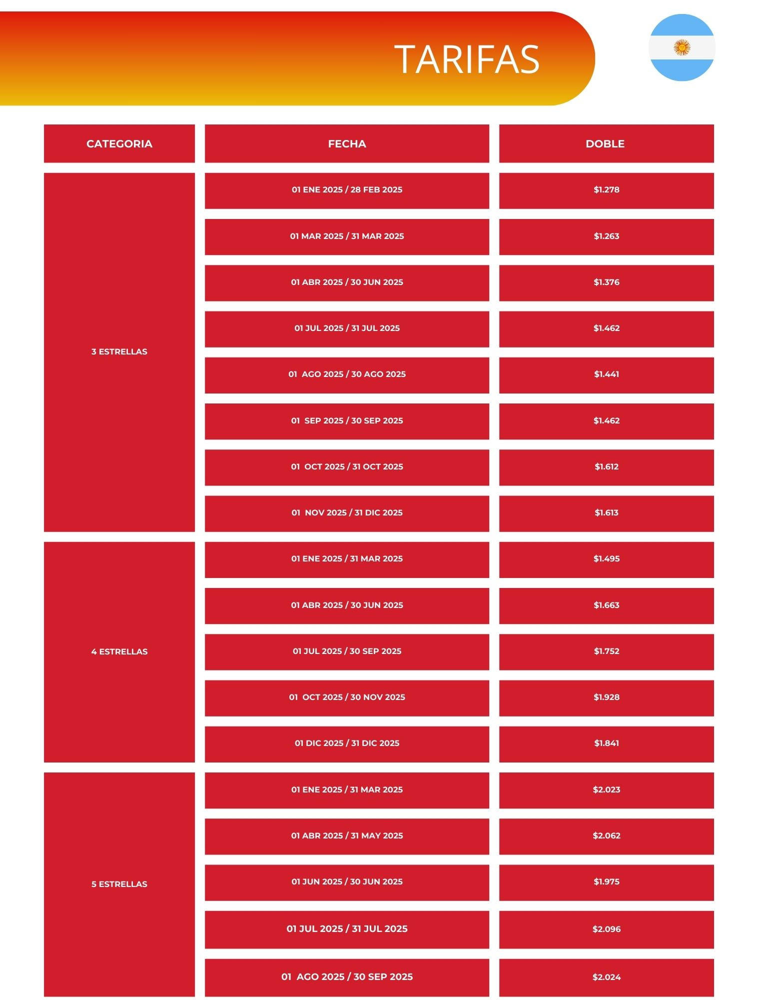 TARIFAS
CATEGORIA FECHA DOBLE
01 ENE 2025 / 28 FEB 2025 $1.278
01 MAR 2025 / 31 MAR 2025 $1.263
01 ABR 2025 / 30 JUN 2025 $1.376
01 JUL 2025 / 31 JUL 2025 $1.462
3 ESTRELLAS
01 AGO 2025 / 30 AGO 2025 $1.441
01 SEP 2025 / 30 SEP 2025 $1.462
01 OCT 2025 / 31 OCT 2025 $1.612
01 NOV 2025 / 31 DIC 2025 $1.613
01 ENE 2025 / 31 MAR 2025 $1.495
01 ABR 2025 / 30 JUN 2025 $1.663
4 ESTRELLAS 01 JUL 2025 / 30 SEP 2025 $1.752
01 OCT 2025 / 30 NOV 2025 $1.928
01 DIC 2025 / 31 DIC 2025 $1.841
01 ENE 2025 / 31 MAR 2025 $2.023
01 ABR 2025 / 31 MAY 2025 $2.062
5 ESTRELLAS 01 JUN 2025 / 30 JUN 2025 $1.975
01 JUL 2025 / 31 JUL 2025 $2.096
01 AGO 2025 / 30 SEP 2025 $2.024